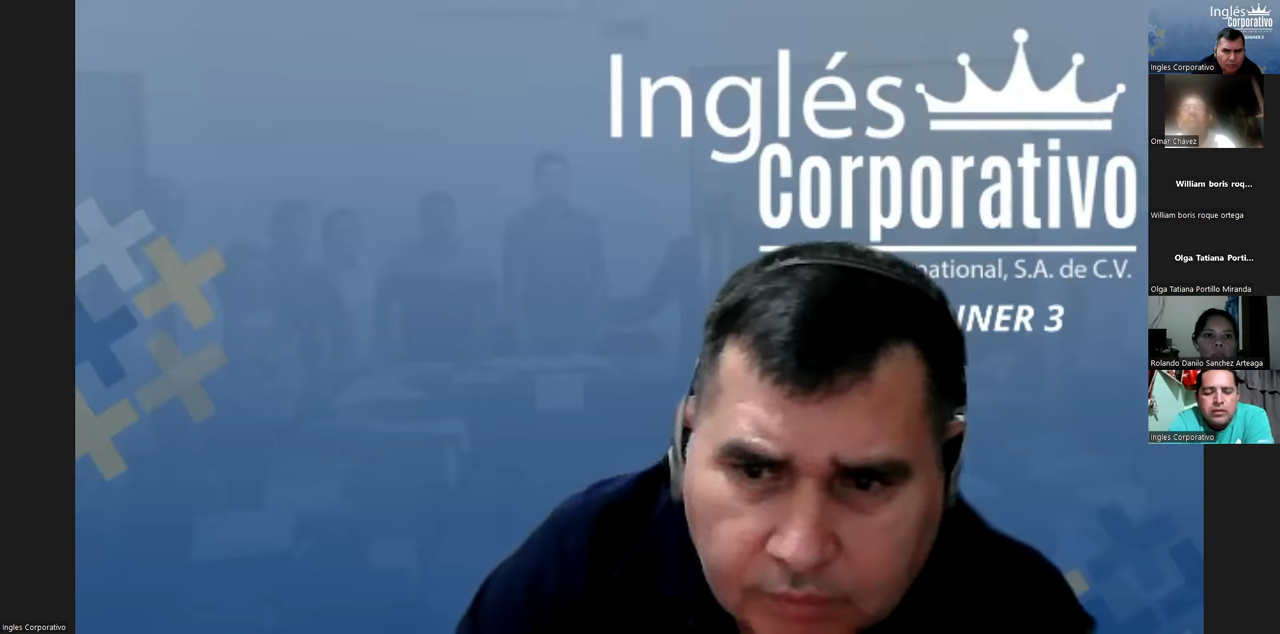 Inglés
Corporativo
national, S.A. de C.V.
NNER 3
Ingles Corporativo
Inglés
Corporativo
Ingles Corporativo
Omar Chávez
William boris roq...
William boris roque ortega
Olga Tatiana Porti...
Olga Tatiana Portillo Miranda
Rolando Danilo Sanchez Arteaga
Ingles Corporativo